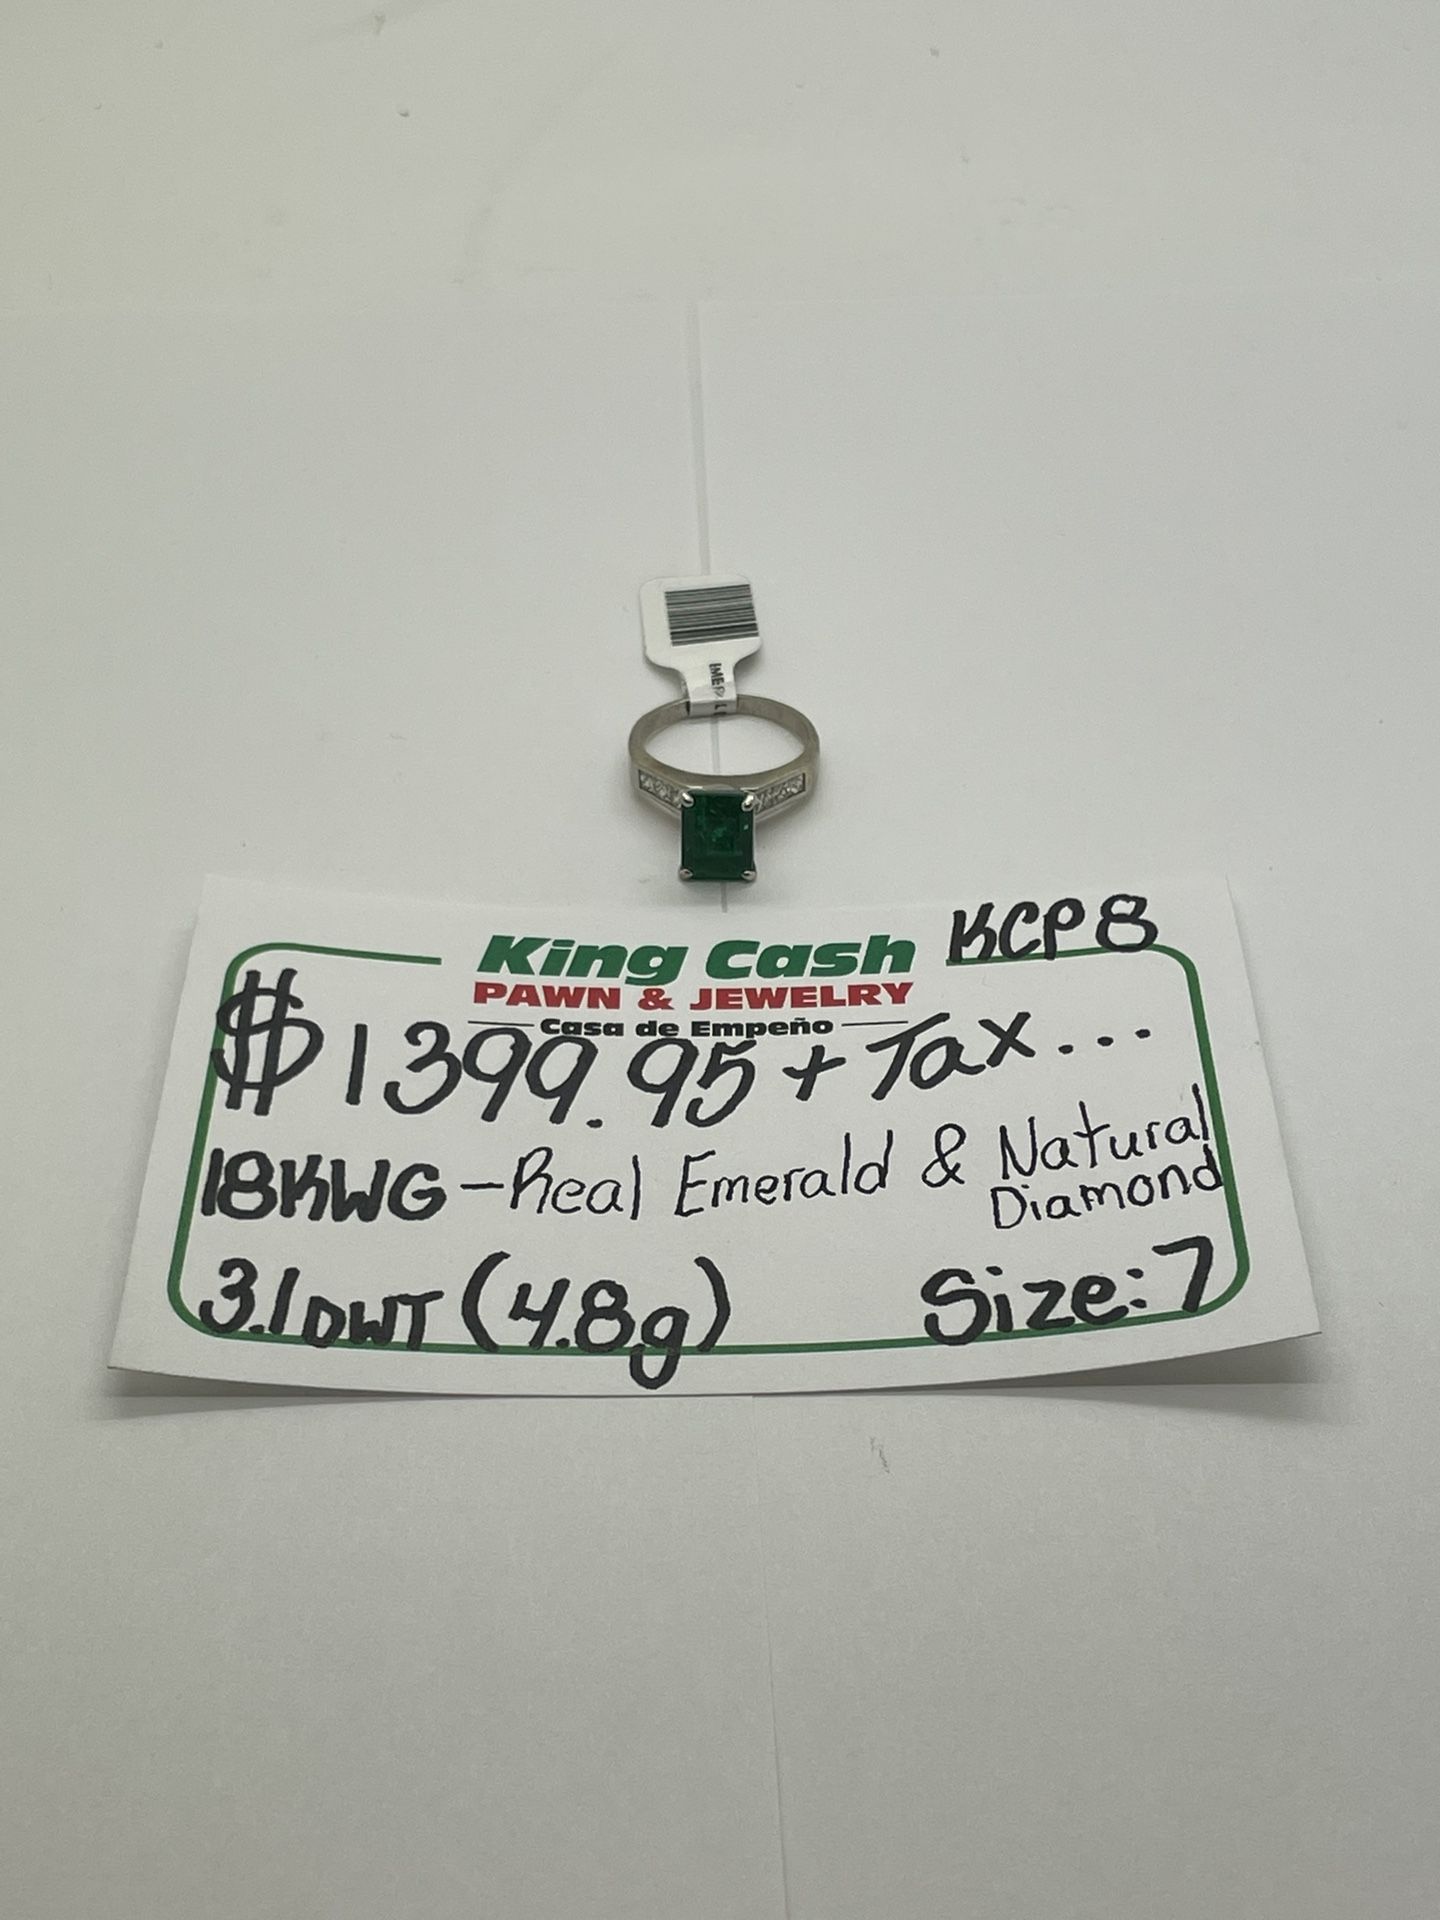 KCP8
King Cash
PAWN & JEWELRY
Casa de Empeño
$1399.95 + Tax...
18KWG - Real Emerald & Natural
Diamond
3.1DWT (4.8g) Size: 7